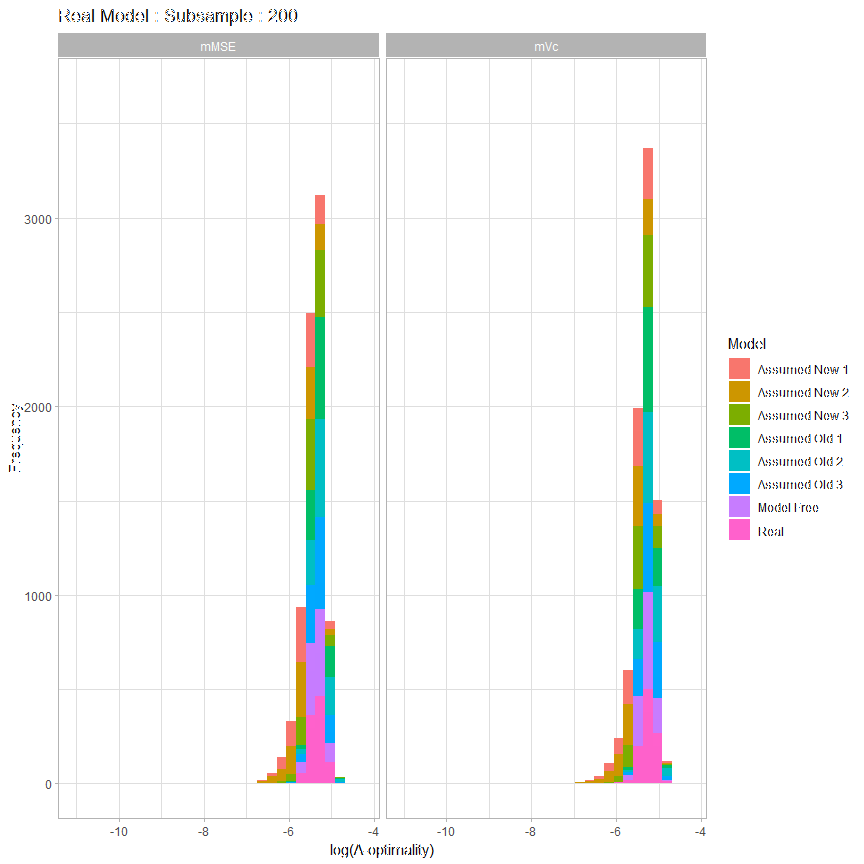 Real Model : Subsample : 200
mMSE
mVc
3000
2000
1000
0
Frequency
-10
-8
-6
-4
-10
-8
-6
-4
log(A-optimality)
Model
Assumed New 1
Assumed New 2
Assumed New 3
Assumed Old 1
Assumed Old 2
Assumed Old 3
Model Free
Real